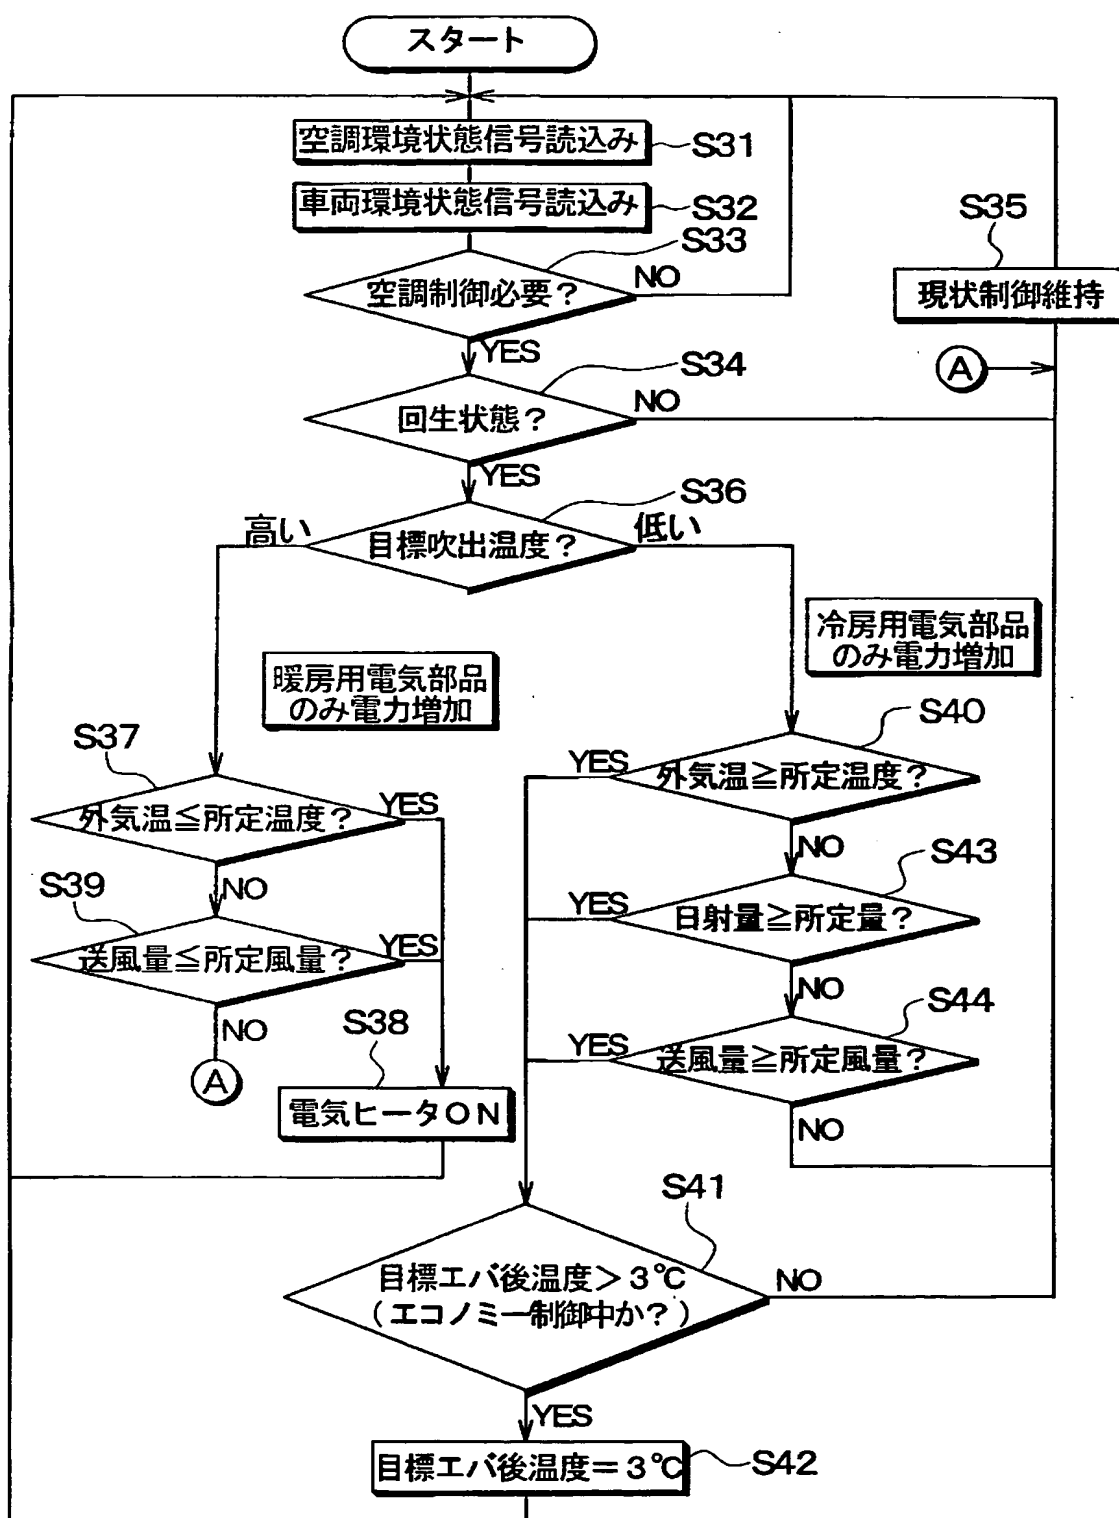 スタート
空調環境状態信号読込み
S31
車両環境状態信号読込み
S32
S33
空調制御必要?
NO
YES
S35
現状制御維持
A
S34
回生状態?
NO
YES
S36
目標吹出温度?
高い
低い
冷房用電気部品
のみ電力増加
暖房用電気部品
のみ電力増加
S37
外気温≦所定温度?
YES
NO
S39
送風量≦所定風量?
YES
NO
A
S38
電気ヒータON
S40
YES
外気温≧所定温度?
NO
S43
YES
日射量≧所定量?
NO
S44
YES
送風量≧所定風量?
NO
S41
目標エバ後温度>3℃
(エコノミー制御中か?)
NO
YES
目標エバ後温度=3℃
S42